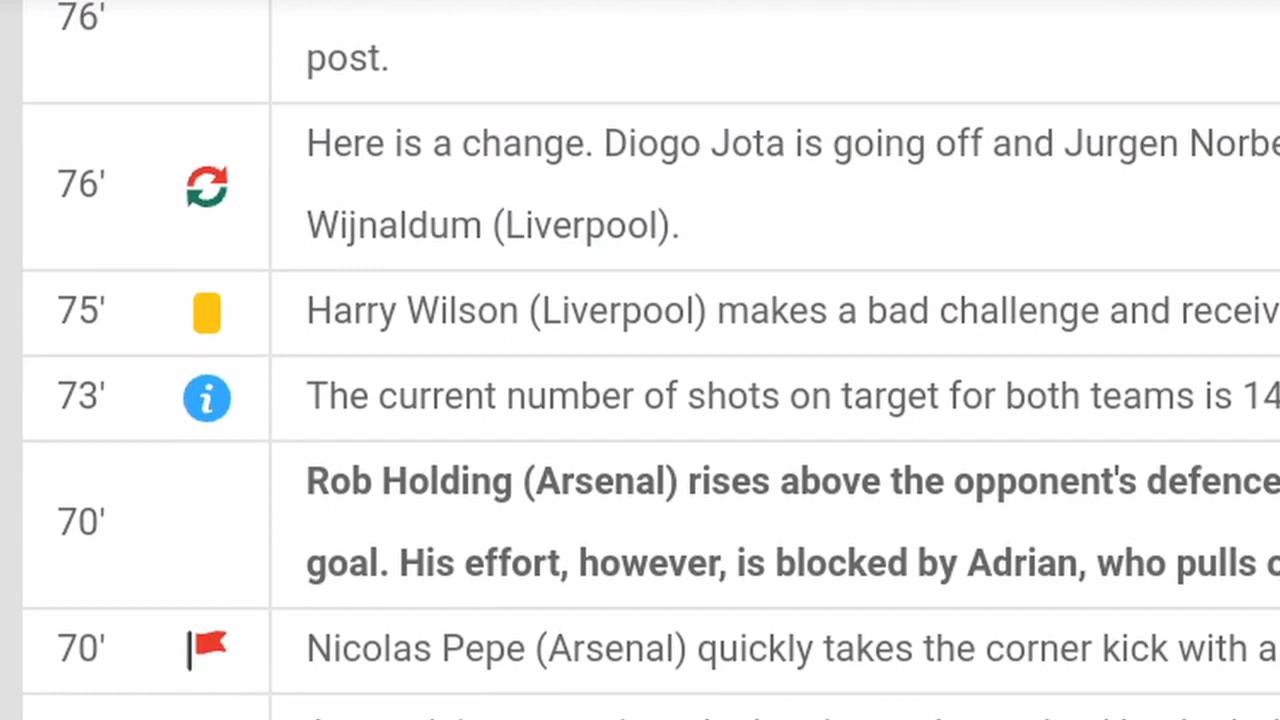 76'
post.
Here is a change. Diogo Jota is going off and Jurgen
76'
Wijnaldum (Liverpool).
75' Harry Wilson (Liverpool) makes a bad challenge and
73' The current number of shots on target for both teams is 14
Rob Holding (Arsenal) rises above the opponent's defence
70'
goal. His effort, however, is blocked by Adrian, who pulls
70' Nicolas Pepe (Arsenal) quickly takes the corner kick with a